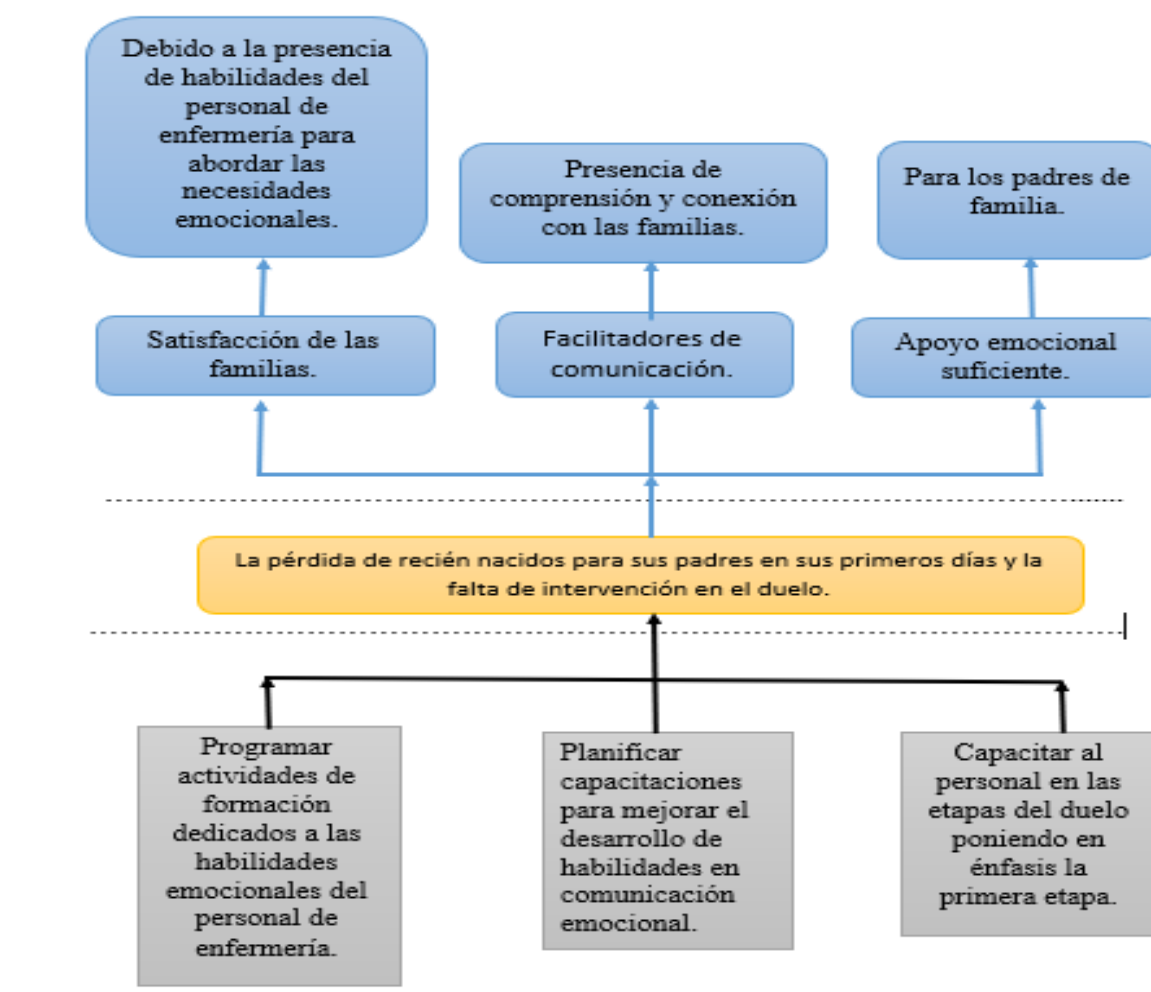 Debido a la presencia
de habilidades del
personal de
enfermería para
abordar las
necesidades
emocionales.
Presencia de
comprensión y conexión
con las familias.
Para los padres de
familia.
Satisfacción de las
familias.
Facilitadores de
comunicación.
Apoyo emocional
suficiente.
La pérdida de recién nacidos para sus padres en sus primeros días y la
falta de intervención en el duelo.
Programar
actividades de
formación
dedicados a las
habilidades
emocionales del
personal de
enfermería.
Planificar
capacitaciones
para mejorar el
desarrollo de
habilidades en
comunicación
emocional.
Capacitar al
personal en las
etapas del duelo
poniendo en
énfasis la
primera etapa.